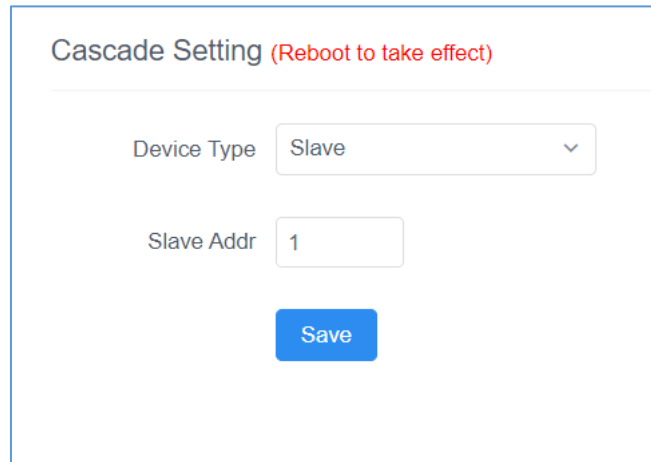 Cascade Setting (Reboot to take effect)
Device Type Slave
Slave Addr 1
Save